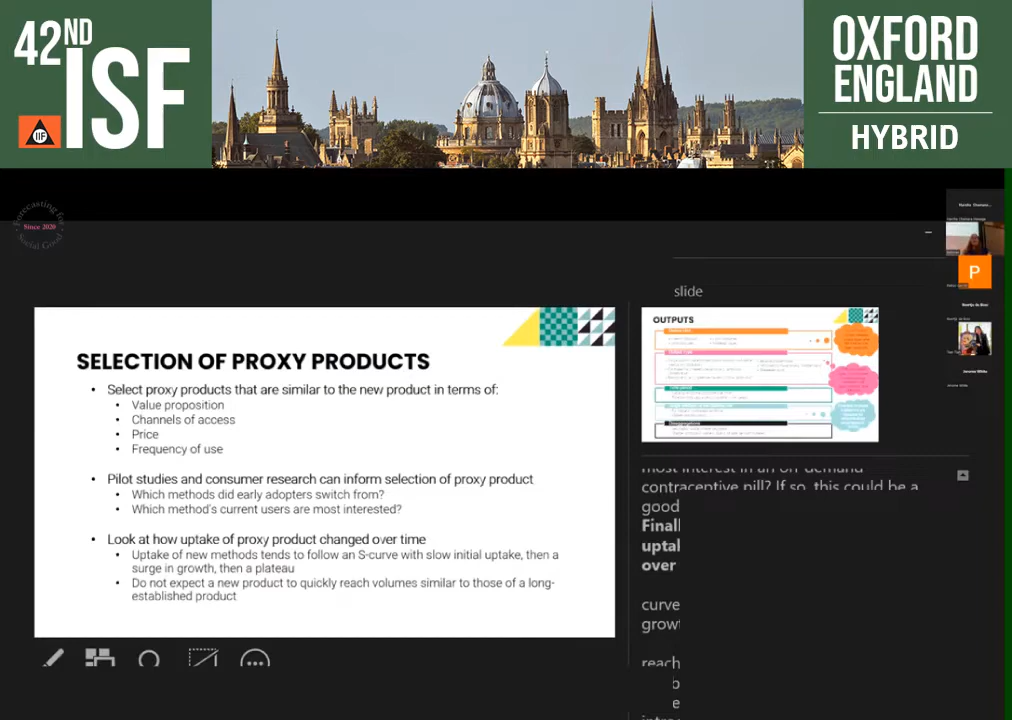 42ND
ISF
IIF
OXFORD
ENGLAND
HYBRID
Forecasting for
Since 2020
Social Good
slide
SELECTION OF PROXY PRODUCTS
• Select proxy products that are similar to the new product in terms of:
• Value proposition
• Channels of access
• Price
• Frequency of use
• Pilot studies and consumer research can inform selection of proxy product
• Which methods did early adopters switch from?
• Which method's current users are most interested?
• Look at how uptake of proxy product changed over time
• Uptake of new methods tends to follow an S-curve with slow initial uptake, then a
surge in growth, then a plateau
• Do not expect a new product to quickly reach volumes similar to those of a long-
established product
OUTPUTS
most interest in an on-demand
contraceptive pill? If so, this could be a
good
Final
uptal
over
curve
growt
reach
b
e
P